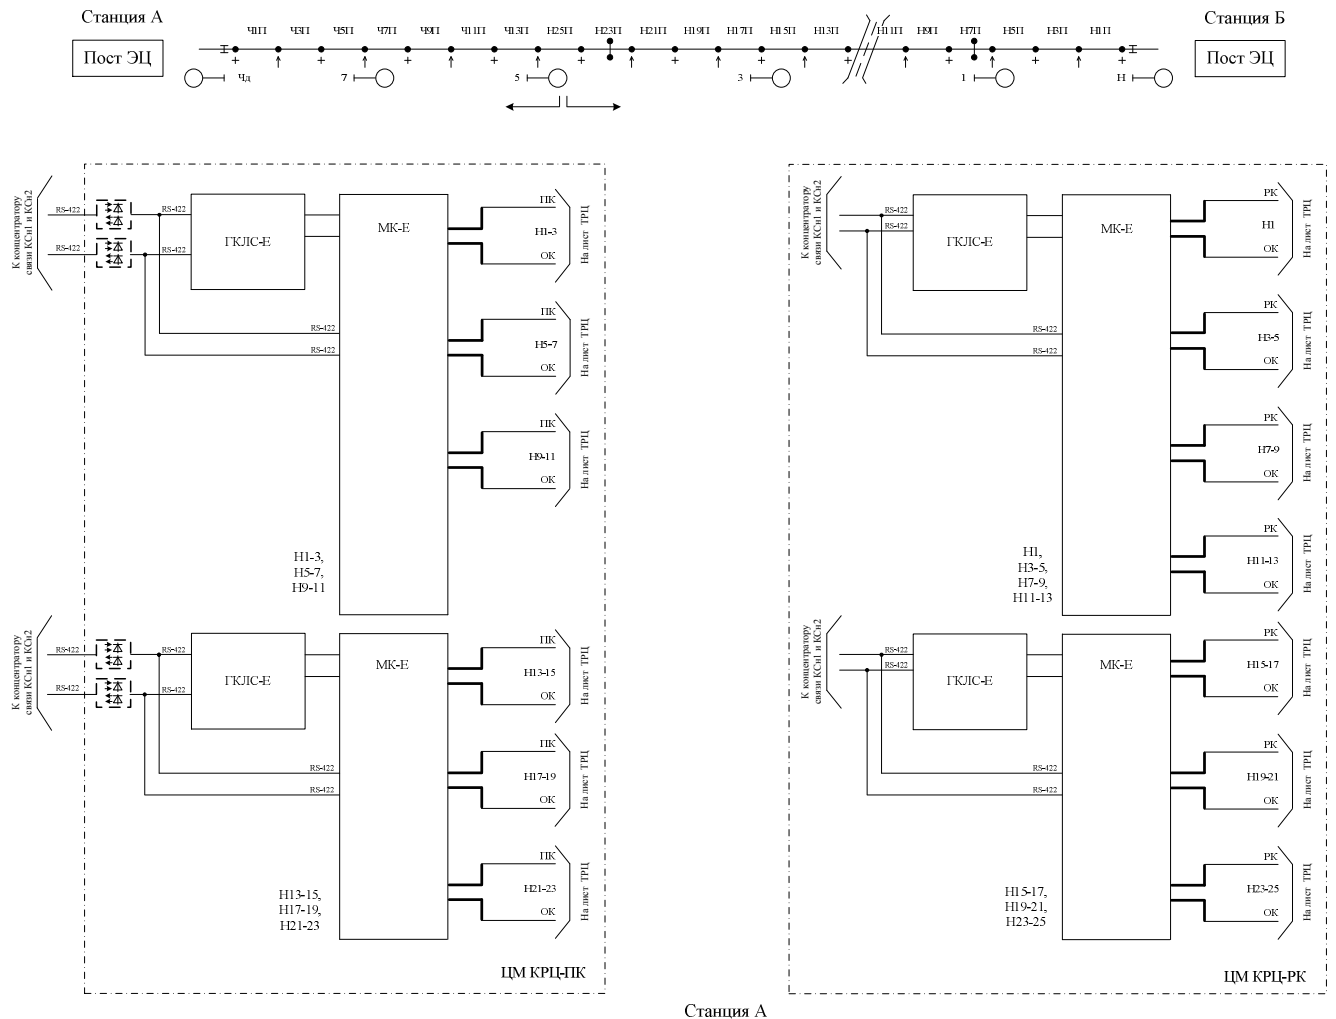 Станция А
Станция Б
Пост ЭЦ
Пост ЭЦ
Ч1П Ч3П Ч5П Ч7П Ч9П Ч11П Ч13П Н25П Н23П Н21П Н19П Н17П Н15П Н13П Н11П Н9П Н7П Н5П Н3П Н1П
Чд 7 5 3 1 Н
К концентратору
связи КСп1 и КСп2
RS-422
RS-422
RS-422
RS-422
ГКЛС-Е
RS-422
RS-422
МК-Е
ПК
Н1-3
ОК
На лист ТРЦ
ПК
Н5-7
ОК
На лист ТРЦ
ПК
Н9-11
ОК
На лист ТРЦ
Н1-3,
Н5-7,
Н9-11
К концентратору
связи КСп1 и КСп2
RS-422
RS-422
RS-422
RS-422
ГКЛС-Е
RS-422
RS-422
МК-Е
ПК
Н13-15
ОК
На лист ТРЦ
ПК
Н17-19
ОК
На лист ТРЦ
ПК
Н21-23
ОК
На лист ТРЦ
Н13-15,
Н17-19,
Н21-23
ЦМ КРЦ-ПК
К концентратору
связи КСп1 и КСп2
RS-422
RS-422
ГКЛС-Е
RS-422
RS-422
МК-Е
РК
Н1
ОК
На лист ТРЦ
РК
Н3-5
ОК
На лист ТРЦ
РК
Н7-9
ОК
На лист ТРЦ
РК
Н11-13
ОК
На лист ТРЦ
Н1,
Н3-5,
Н7-9,
Н11-13
К концентратору
связи КСп1 и КСп2
RS-422
RS-422
ГКЛС-Е
RS-422
RS-422
МК-Е
РК
Н15-17
ОК
На лист ТРЦ
РК
Н19-21
ОК
На лист ТРЦ
РК
Н23-25
ОК
На лист ТРЦ
Н15-17,
Н19-21,
Н23-25
ЦМ КРЦ-РК
Станция А